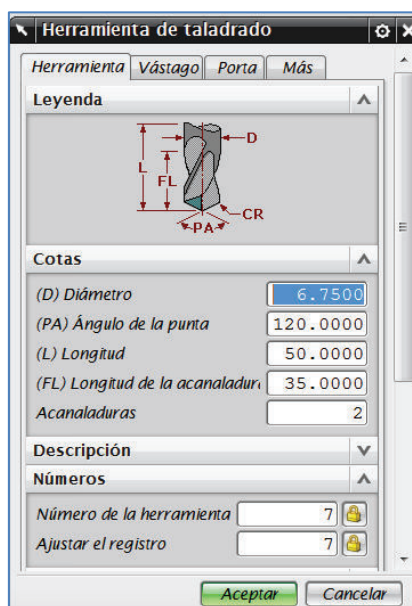 Herramienta de taladrado
Herramienta Vástago Porta Más
Leyenda
D
L
FL
CR
PA
Cotas
(D) Diámetro 6.7500
(PA) Ángulo de la punta 120.0000
(L) Longitud 50.0000
(FL) Longitud de la acanaladur 35.0000
Acanaladuras 2
Descripción
Números
Número de la herramienta 7
Ajustar el registro 7
Aceptar Cancelar